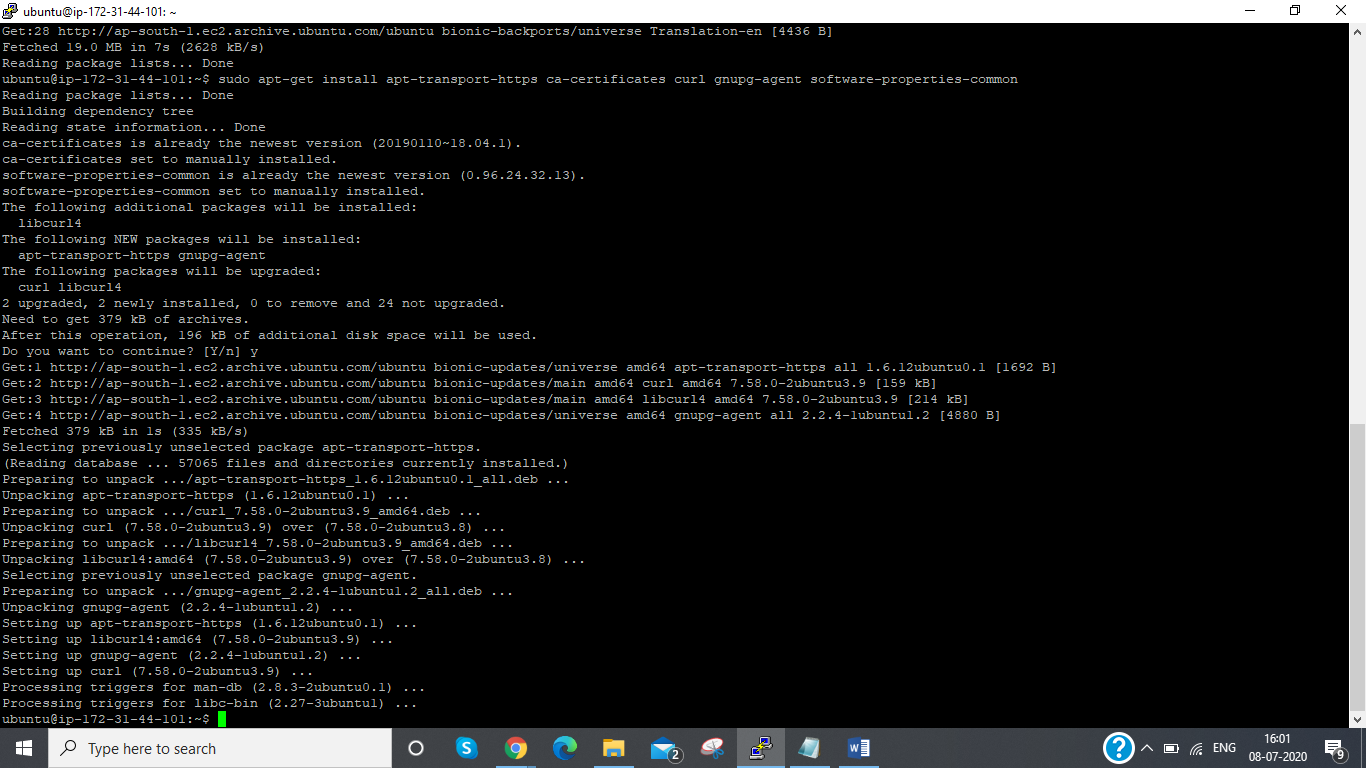 ubuntu@ip-172-31-44-101: ~
Get:28 http://ap-south-1.ec2.archive.ubuntu.com/ubuntu bionic-backports/universe Translation-en [4436 B]
Fetched 19.0 MB in 7s (2628 kB/s)
Reading package lists... Done
ubuntu@ip-172-31-44-101:~$ sudo apt-get install apt-transport-https ca-certificates curl gnupg-agent software-properties-common
Reading package lists... Done
Building dependency tree
Reading state information... Done
ca-certificates is already the newest version (20190110~18.04.1).
ca-certificates set to manually installed.
software-properties-common is already the newest version (0.96.24.32.13).
software-properties-common set to manually installed.
The following additional packages will be installed:
  libcurl4
The following NEW packages will be installed:
  apt-transport-https gnupg-agent
The following packages will be upgraded:
  curl libcurl4
2 upgraded, 2 newly installed, 0 to remove and 24 not upgraded.
Need to get 379 kB of archives.
After this operation, 196 kB of additional disk space will be used.
Do you want to continue? [Y/n] y
Get:1 http://ap-south-1.ec2.archive.ubuntu.com/ubuntu bionic-updates/universe amd64 apt-transport-https all 1.6.12ubuntu0.1 [1692 B]
Get:2 http://ap-south-1.ec2.archive.ubuntu.com/ubuntu bionic-updates/main amd64 curl amd64 7.58.0-2ubuntu3.9 [159 kB]
Get:3 http://ap-south-1.ec2.archive.ubuntu.com/ubuntu bionic-updates/main amd64 libcurl4 amd64 7.58.0-2ubuntu3.9 [214 kB]
Get:4 http://ap-south-1.ec2.archive.ubuntu.com/ubuntu bionic-updates/universe amd64 gnupg-agent all 2.2.4-1ubuntu1.2 [4880 B]
Fetched 379 kB in 1s (335 kB/s)
Selecting previously unselected package apt-transport-https.
(Reading database ... 57065 files and directories currently installed.)
Preparing to unpack .../apt-transport-https_1.6.12ubuntu0.1_all.deb ...
Unpacking apt-transport-https (1.6.12ubuntu0.1) ...
Preparing to unpack .../curl_7.58.0-2ubuntu3.9_amd64.deb ...
Unpacking curl (7.58.0-2ubuntu3.9) over (7.58.0-2ubuntu3.8) ...
Preparing to unpack .../libcurl4_7.58.0-2ubuntu3.9_amd64.deb ...
Unpacking libcurl4:amd64 (7.58.0-2ubuntu3.9) over (7.58.0-2ubuntu3.8) ...
Selecting previously unselected package gnupg-agent.
Preparing to unpack .../gnupg-agent_2.2.4-1ubuntu1.2_all.deb ...
Unpacking gnupg-agent (2.2.4-1ubuntu1.2) ...
Setting up apt-transport-https (1.6.12ubuntu0.1) ...
Setting up libcurl4:amd64 (7.58.0-2ubuntu3.9) ...
Setting up gnupg-agent (2.2.4-1ubuntu1.2) ...
Setting up curl (7.58.0-2ubuntu3.9) ...
Processing triggers for man-db (2.8.3-2ubuntu0.1) ...
Processing triggers for libc-bin (2.27-3ubuntu1) ...
ubuntu@ip-172-31-44-101:~$
Type here to search
2
ENG
16:01
08-07-2020
9